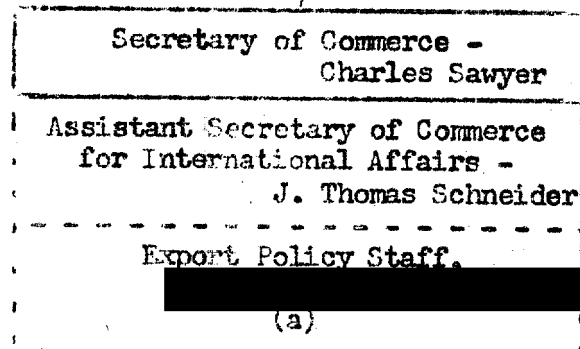 Secretary of Commerce -
Charles Sawyer
Assistant Secretary of Commerce
for International Affairs -
J. Thomas Schneider
Export Policy Staff.
(a)